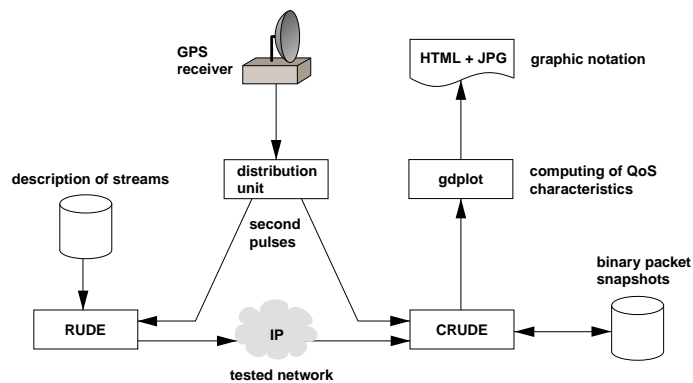 GPS
receiver
HTML + JPG
graphic notation
distribution
unit
gdplot
computing of QoS
characteristics
description of streams
second
pulses
binary packet
snapshots
RUDE
IP
CRUDE
tested network